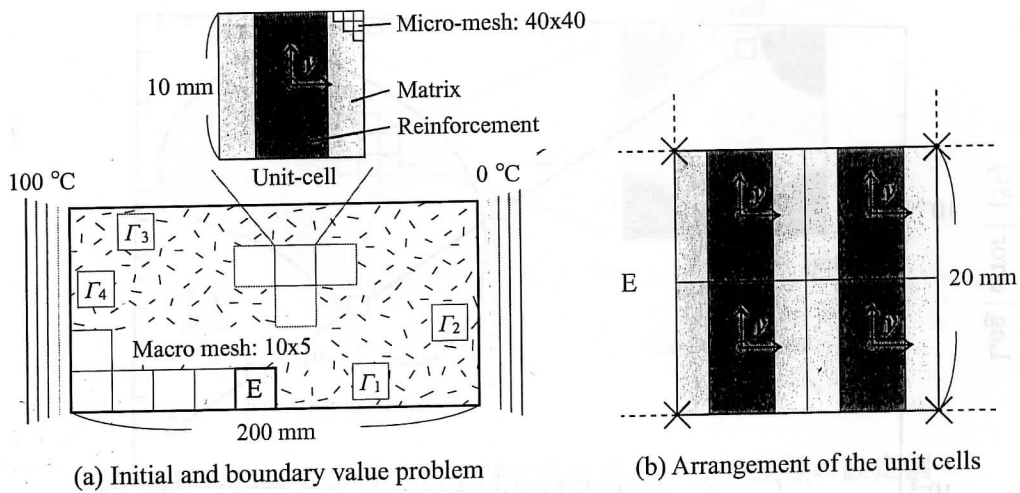 Micro-mesh: 40x40
10 mm
y
Matrix
Reinforcement
Unit-cell
100 °C
0 °C
Γ3
Γ4
Γ2
Macro mesh: 10x5
E
Γ1
200 mm
(a) Initial and boundary value problem
y
y
E
20 mm
y
y
(b) Arrangement of the unit cells